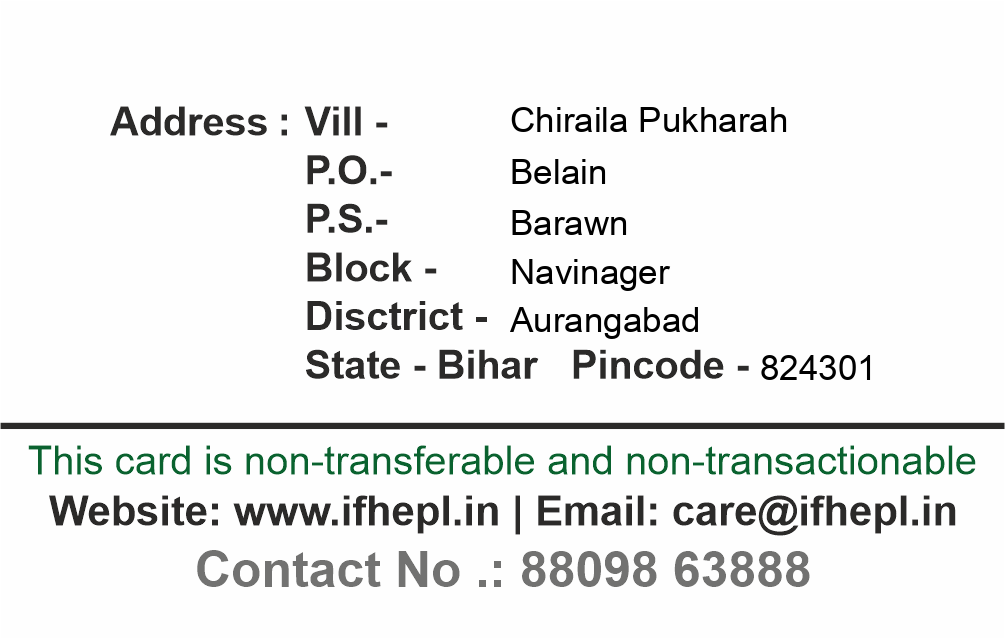 Address : Vill - Chiraila Pukharah
P.O.- Belain
P.S.- Barawn
Block - Navinager
Disctrict - Aurangabad
State - Bihar Pincode - 824301
This card is non-transferable and non-transactionable
Website: www.ifhepl.in | Email: care@ifhepl.in
Contact No .: 88098 63888